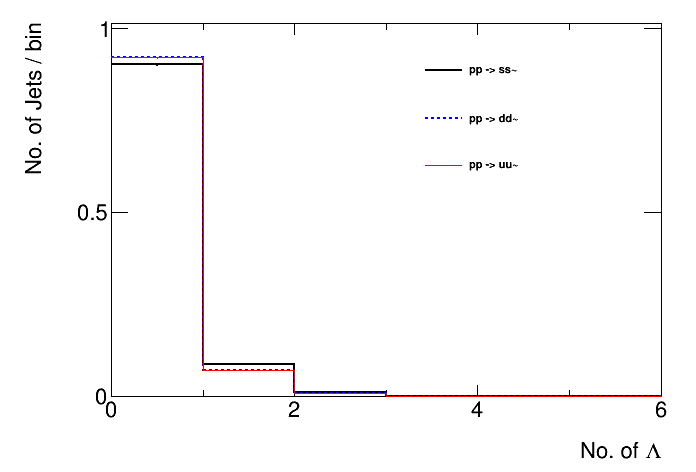 1
No. of Jets / bin
pp -> ss~
pp -> dd~
pp -> uu~
0.5
0
0 2 4 6
No. of Λ